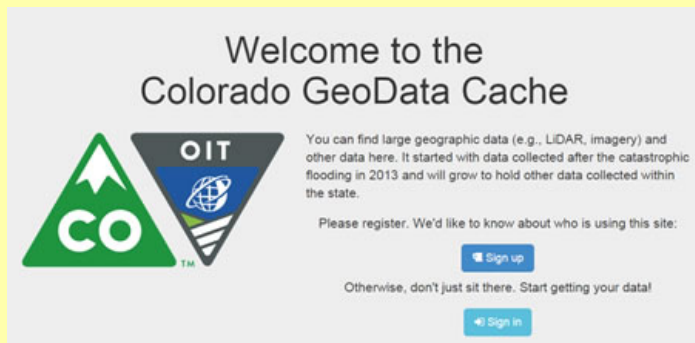 Welcome to the
Colorado GeoData Cache
OIT
CO
TM
You can find large geographic data (e.g., LiDAR, imagery) and
other data here. It started with data collected after the catastrophic
flooding in 2013 and will grow to hold other data collected within
the state.
Please register. We'd like to know about who is using this site:
Sign up
Otherwise, don't just sit there. Start getting your data!
Sign in